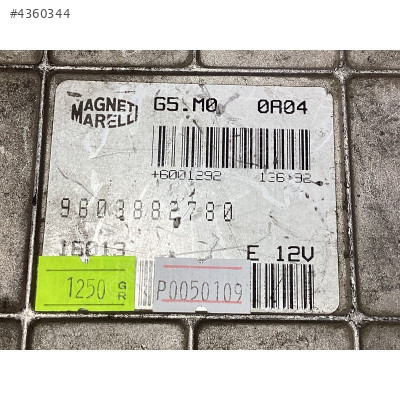 #4360344
MAGNETI MARELLI
G5.M0 0A04
+6001292 136 92
9603882780
16013
E 12V
1250 GR
P0050109